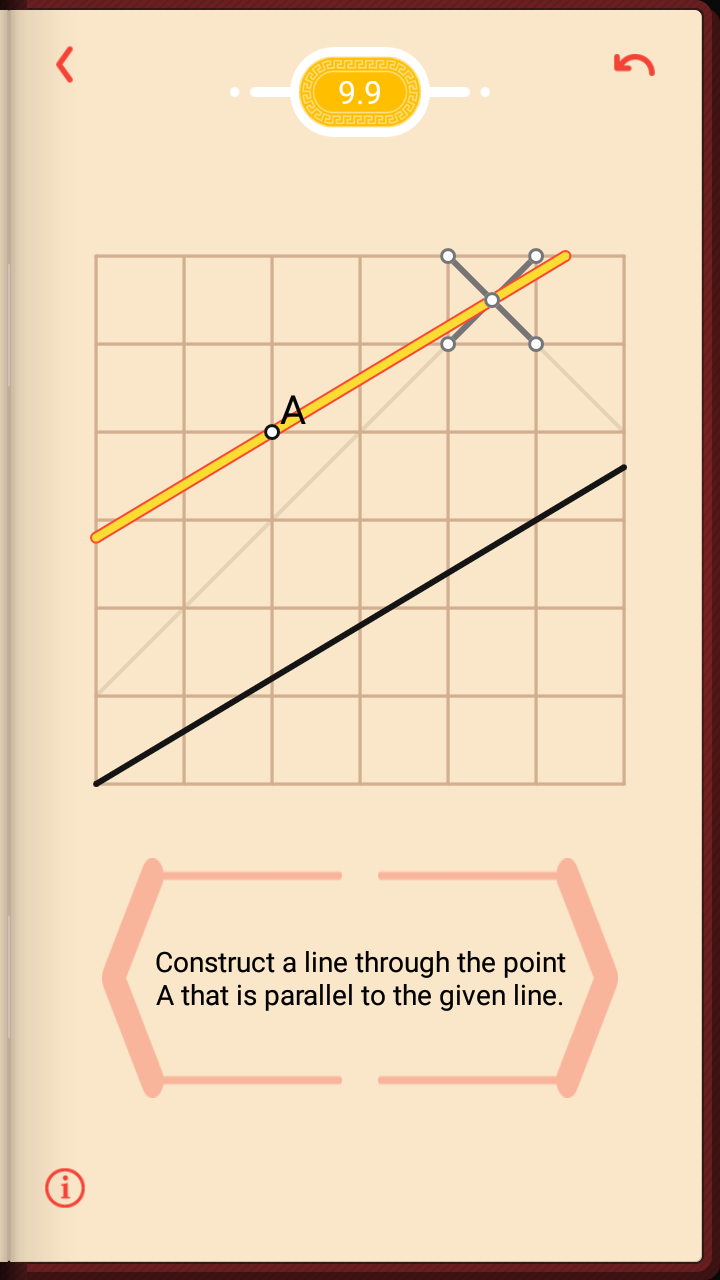 9.9
A
Construct a line through the point
A that is parallel to the given line.
i